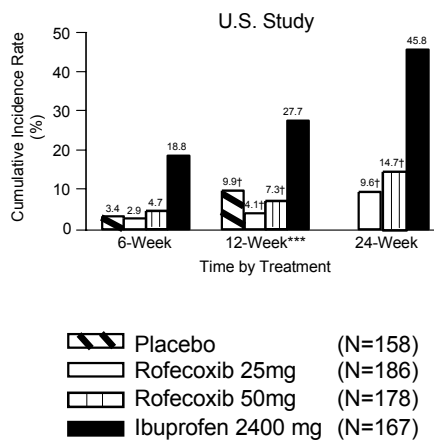 U.S. Study
Cumulative Incidence Rate
(%)
50
40
30
20
10
0
3.4
2.9
4.7
18.8
9.9†
4.1†
7.3†
27.7
9.6†
14.7†
45.8
6-Week
12-Week***
24-Week
Time by Treatment
Placebo (N=158)
Rofecoxib 25mg (N=186)
Rofecoxib 50mg (N=178)
Ibuprofen 2400 mg (N=167)